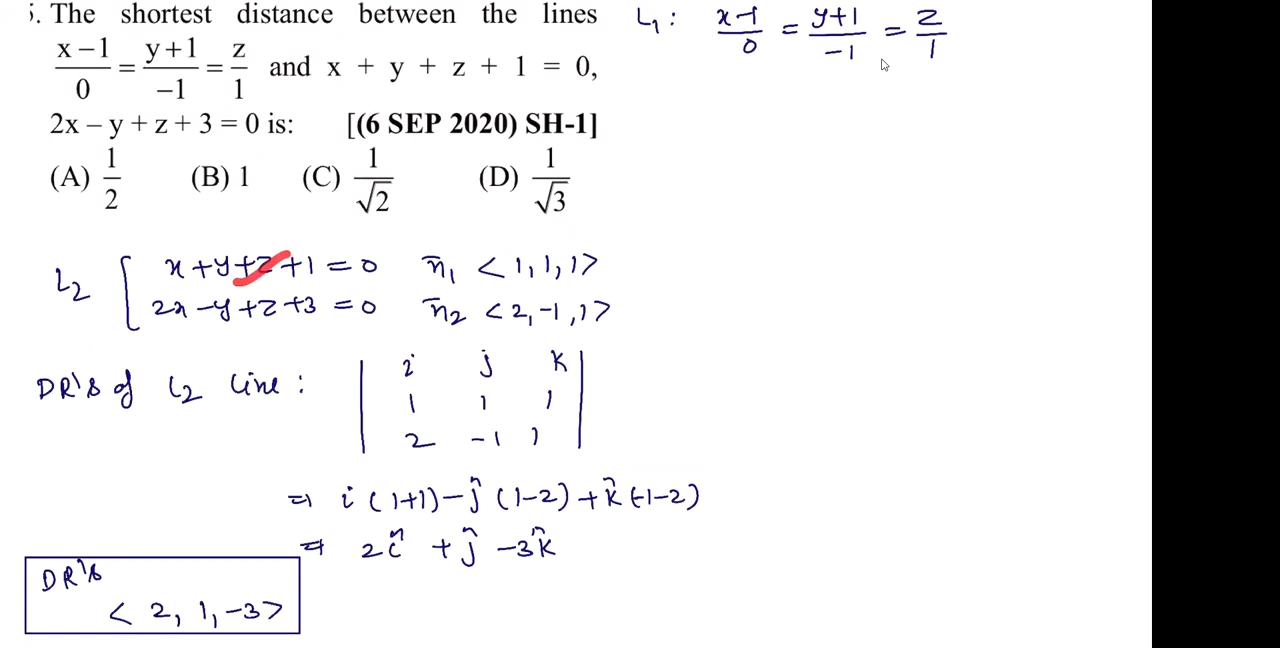 5. The shortest distance between the lines
x – 1 / 0 = y + 1 / –1 = z / 1 and x + y + z + 1 = 0,
2x – y + z + 3 = 0 is: [(6 SEP 2020) SH-1]
(A) 1/2 (B) 1 (C) 1/√2 (D) 1/√3
L₁ : x-1 / 0 = y+1 / -1 = z / 1
L₂ [ x+y+z+1=0 n̄₁ < 1, 1, 1>
2x-y+z+3=0 n̄₂ < 2, -1, 1>
DR's of L₂ line : | i j k |
| 1 1 1 |
| 2 -1 1 |
⇒ i (1+1) - ĵ (1-2) + k̂ (-1-2)
⇒ 2î + ĵ - 3k̂
DR's
< 2, 1, -3>